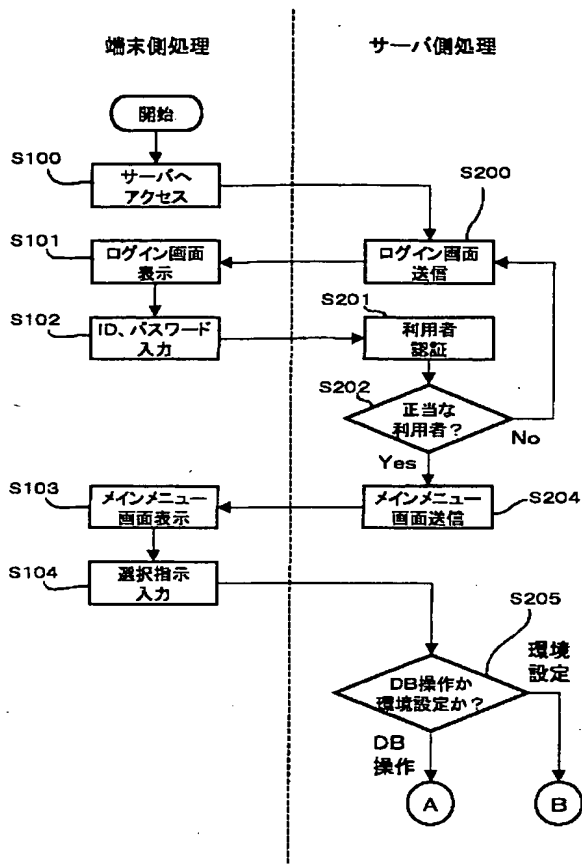 端末側処理
サーバ側処理
開始
S100
サーバへ
アクセス
S200
ログイン画面
送信
S101
ログイン画面
表示
S102
ID、パスワード
入力
S201
利用者
認証
S202
正当な
利用者？
No
Yes
S103
メインメニュー
画面表示
メインメニュー
画面送信
S204
S104
選択指示
入力
S205
DB操作か
環境設定か？
環境
設定
DB
操作
A
B